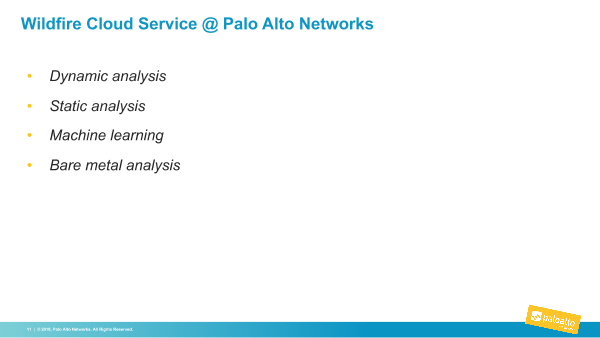 Wildfire Cloud Service @ Palo Alto Networks
• Dynamic analysis
• Static analysis
• Machine learning
• Bare metal analysis
11 | © 2016, Palo Alto Networks. All Rights Reserved.
paloalto